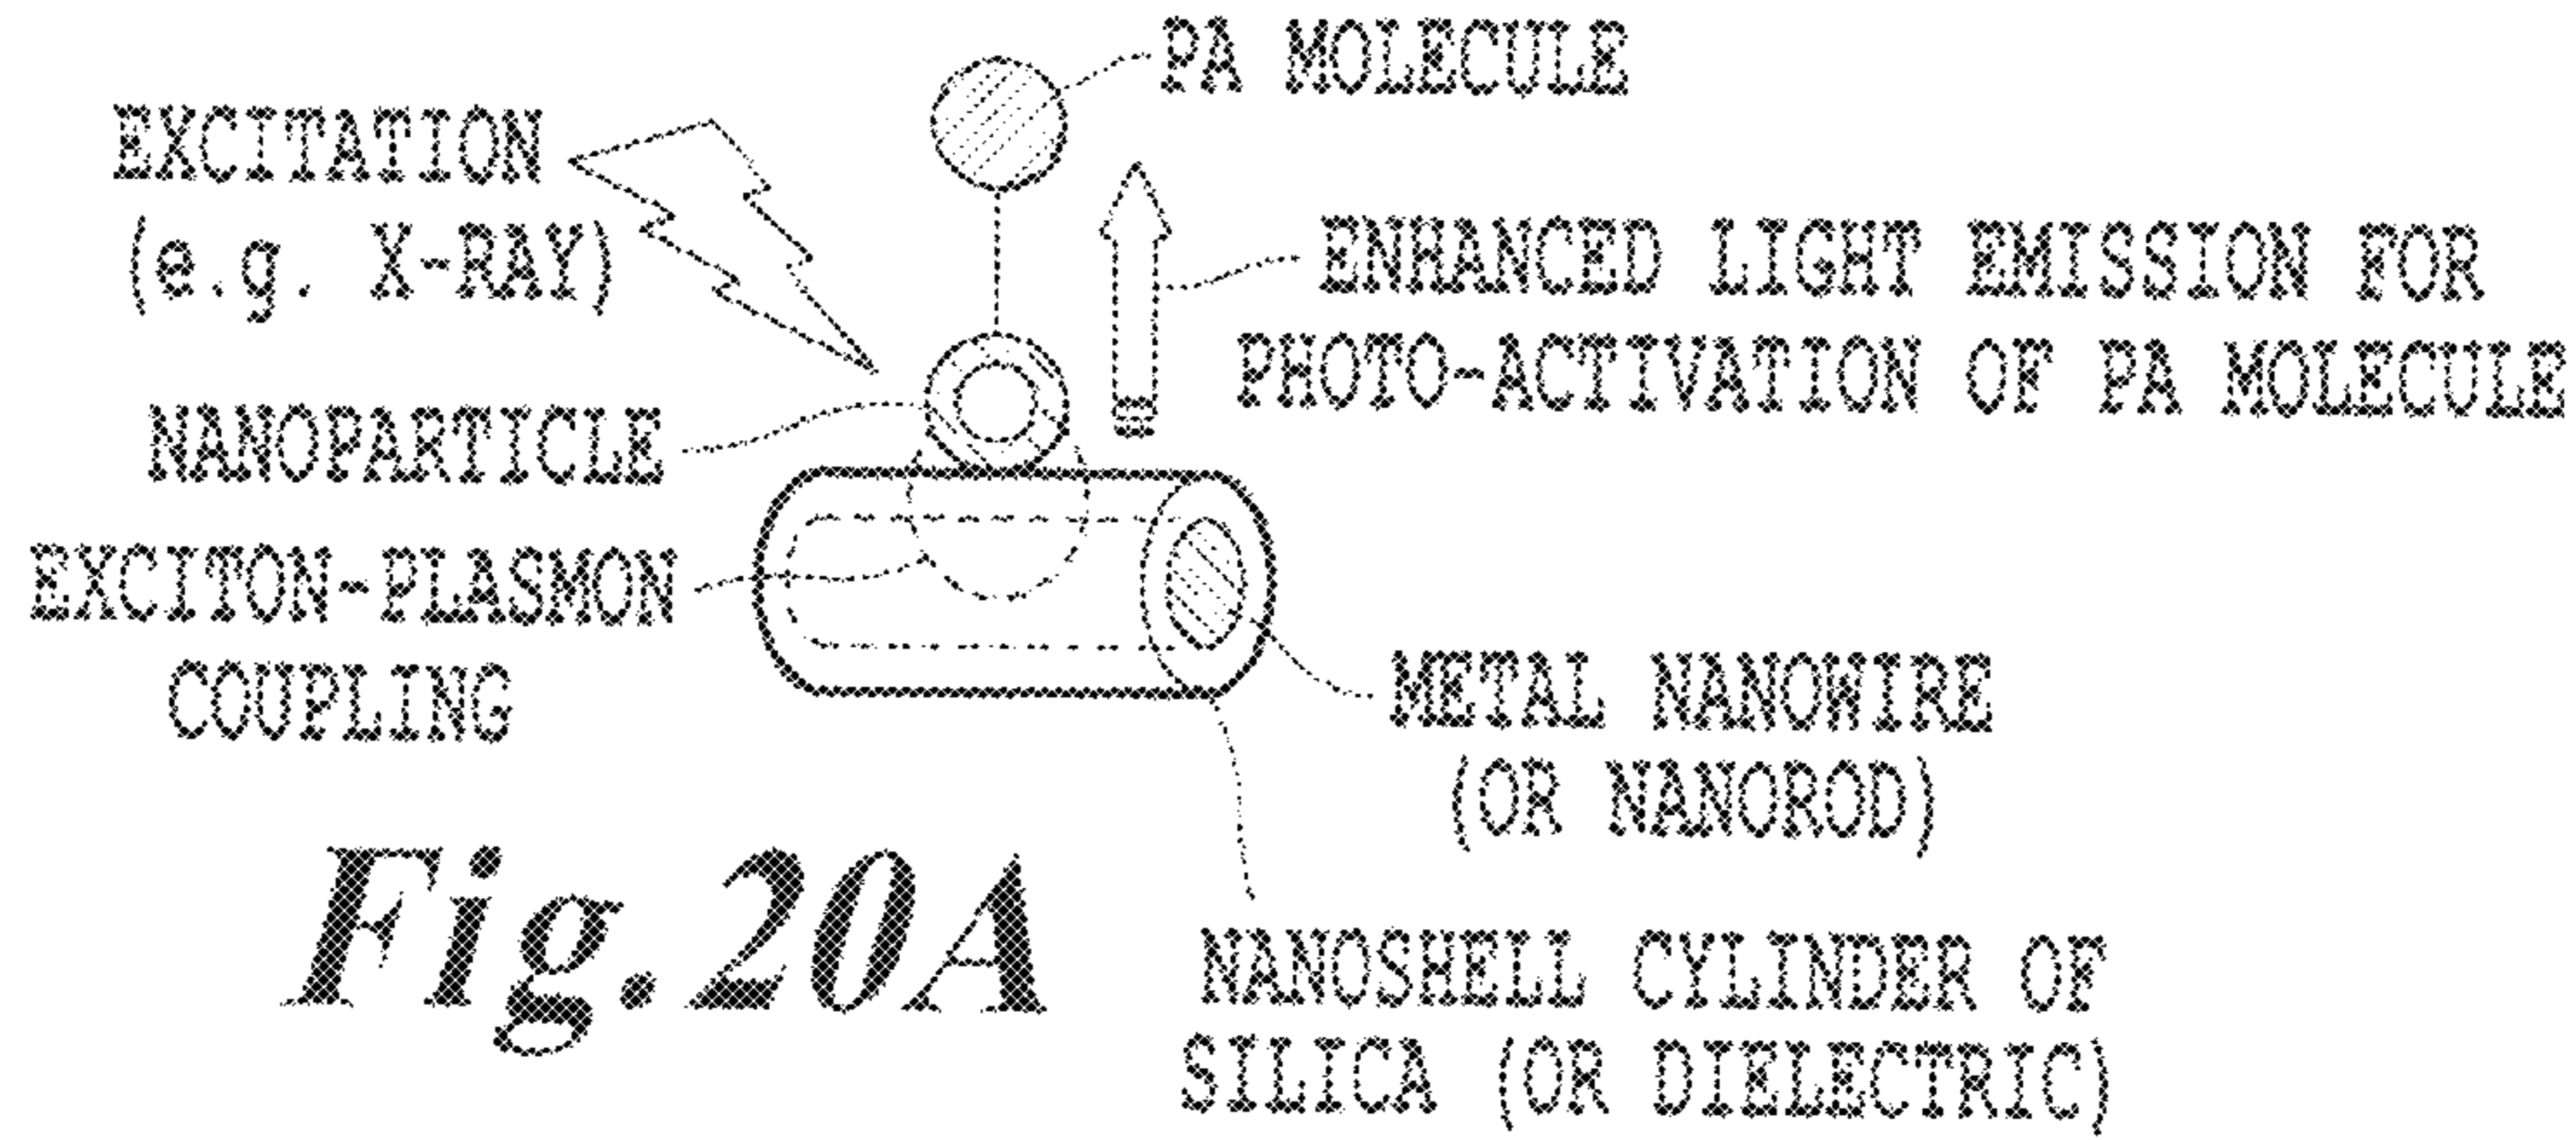 PA MOLECULE
EXCITATION
(e.g. X-RAY)
ENHANCED LIGHT EMISSION FOR
PHOTO-ACTIVATION OF PA MOLECULE
NANOPARTICLE
EXCITON-PLASMON
COUPLING
METAL NANOWIRE
(OR NANOROD)
NANOSHELL CYLINDER OF
SILICA (OR DIELECTRIC)
Fig. 20A